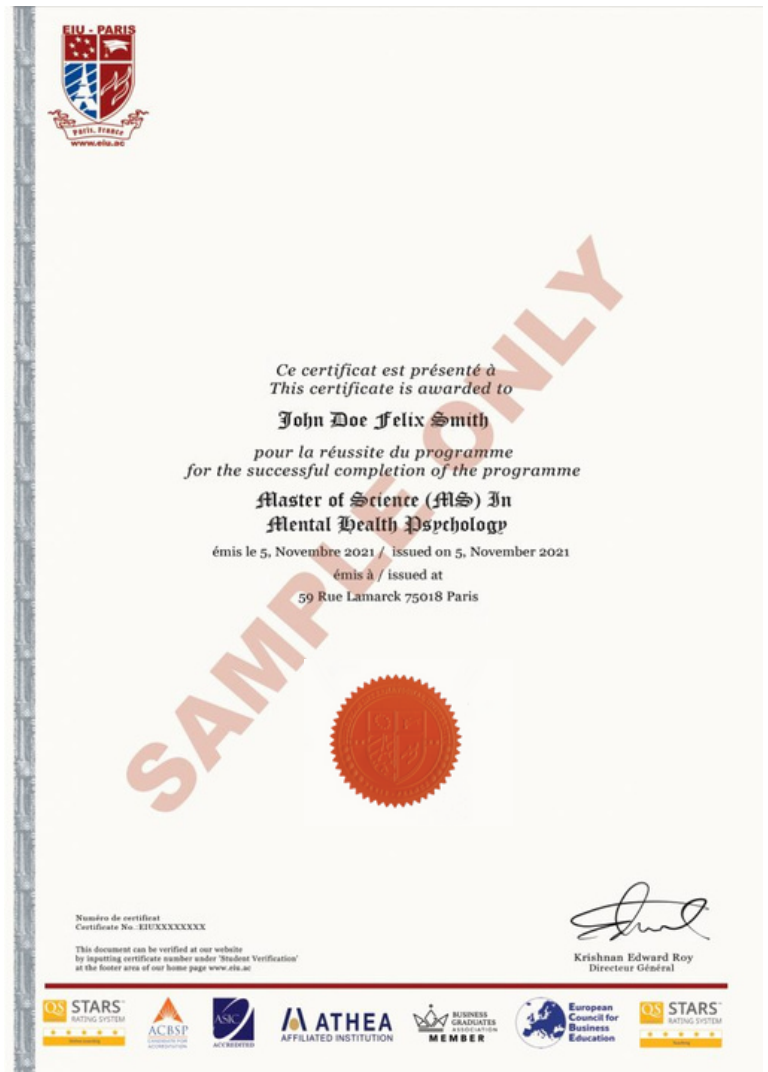 EIU - PARIS
Paris, France
www.eiu.ac
SAMPLE ONLY
Ce certificat est présenté à
This certificate is awarded to
John Doe Felix Smith
pour la réussite du programme
for the successful completion of the programme
Master of Science (MS) In
Mental Health Psychology
émis le 5, Novembre 2021 / issued on 5, November 2021
émis à / issued at
59 Rue Lamarck 75018 Paris
Numéro de certificat
Certificate No.:EIUXXXXXXXX
This document can be verified at our website
by inputting certificate number under 'Student Verification'
at the footer area of our home page www.eiu.ac
Krishnan Edward Roy
Directeur Général
QS STARS
RATING SYSTEM
ACBSP
CANDIDATE FOR
ACCREDITATION
ASIC
ACCREDITED
ATHEA
AFFILIATED INSTITUTION
BUSINESS
GRADUATES
ASSOCIATION
MEMBER
European
Council for
Business
Education
QS STARS
RATING SYSTEM